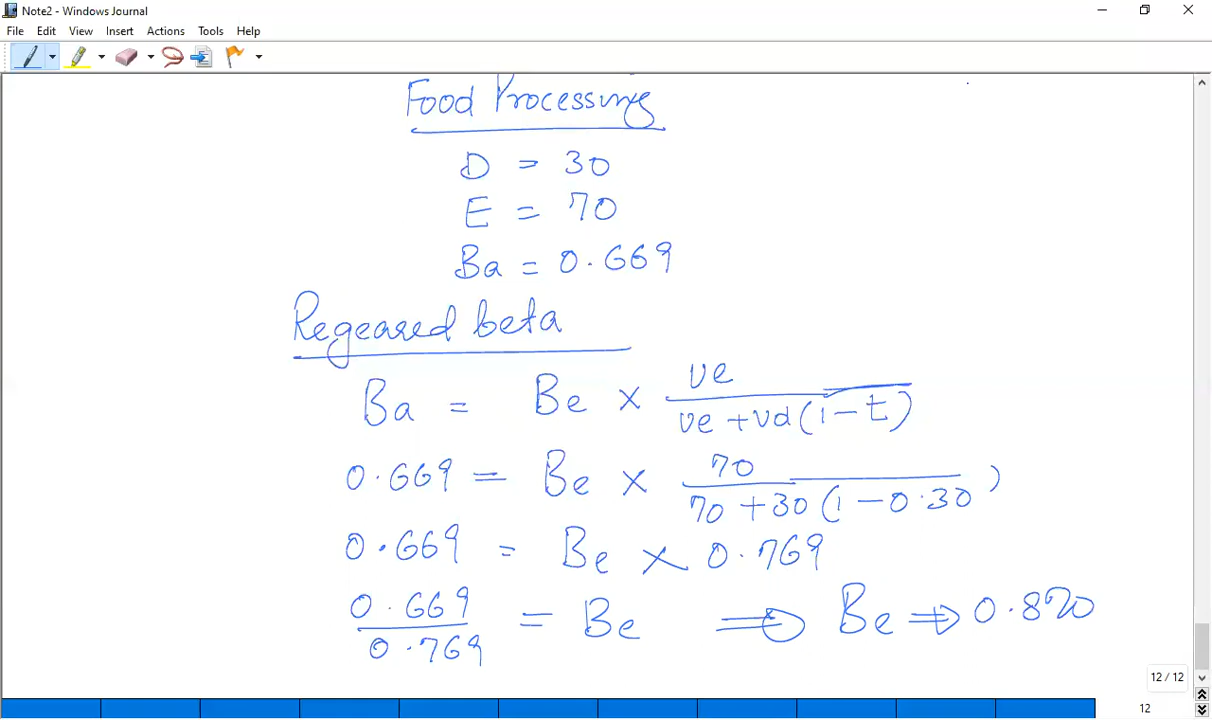 Note2 - Windows Journal
File Edit View Insert Actions Tools Help
Food Processing
D = 30
E = 70
Ba = 0.669
Regeared beta
Ba = Be × ve / ve + vd (1 - t)
0.669 = Be × 70 / 70 + 30 (1 - 0.30)
0.669 = Be × 0.769
0.669 / 0.769 = Be ⇒ Be ⇒ 0.870
12 / 12
12